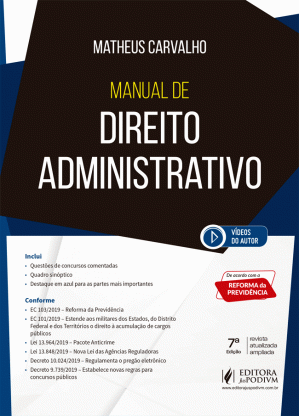 MATHEUS CARVALHO
MANUAL DE
DIREITO
ADMINISTRATIVO
VÍDEOS
DO AUTOR
Inclui
• Questões de concursos comentadas
• Quadro sinóptico
• Destaque em azul para as partes mais importantes
De acordo com a
REFORMA da
PREVIDÊNCIA
Conforme
• EC 103/2019 – Reforma da Previdência
• EC 101/2019 – Estende aos militares dos Estados, do Distrito
Federal e dos Territórios o direito à acumulação de cargos
públicos
• Lei 13.964/2019 – Pacote Anticrime
• Lei 13.848/2019 – Nova Lei das Agências Reguladoras
• Decreto 10.024/2019 – Regulamenta o pregão eletrônico
• Decreto 9.739/2019 – Estabelece novas regras para
concursos públicos
7ª
Edição
revista
atualizada
ampliada
EDITORA
JusPODIVM
www.editorajuspodivm.com.br